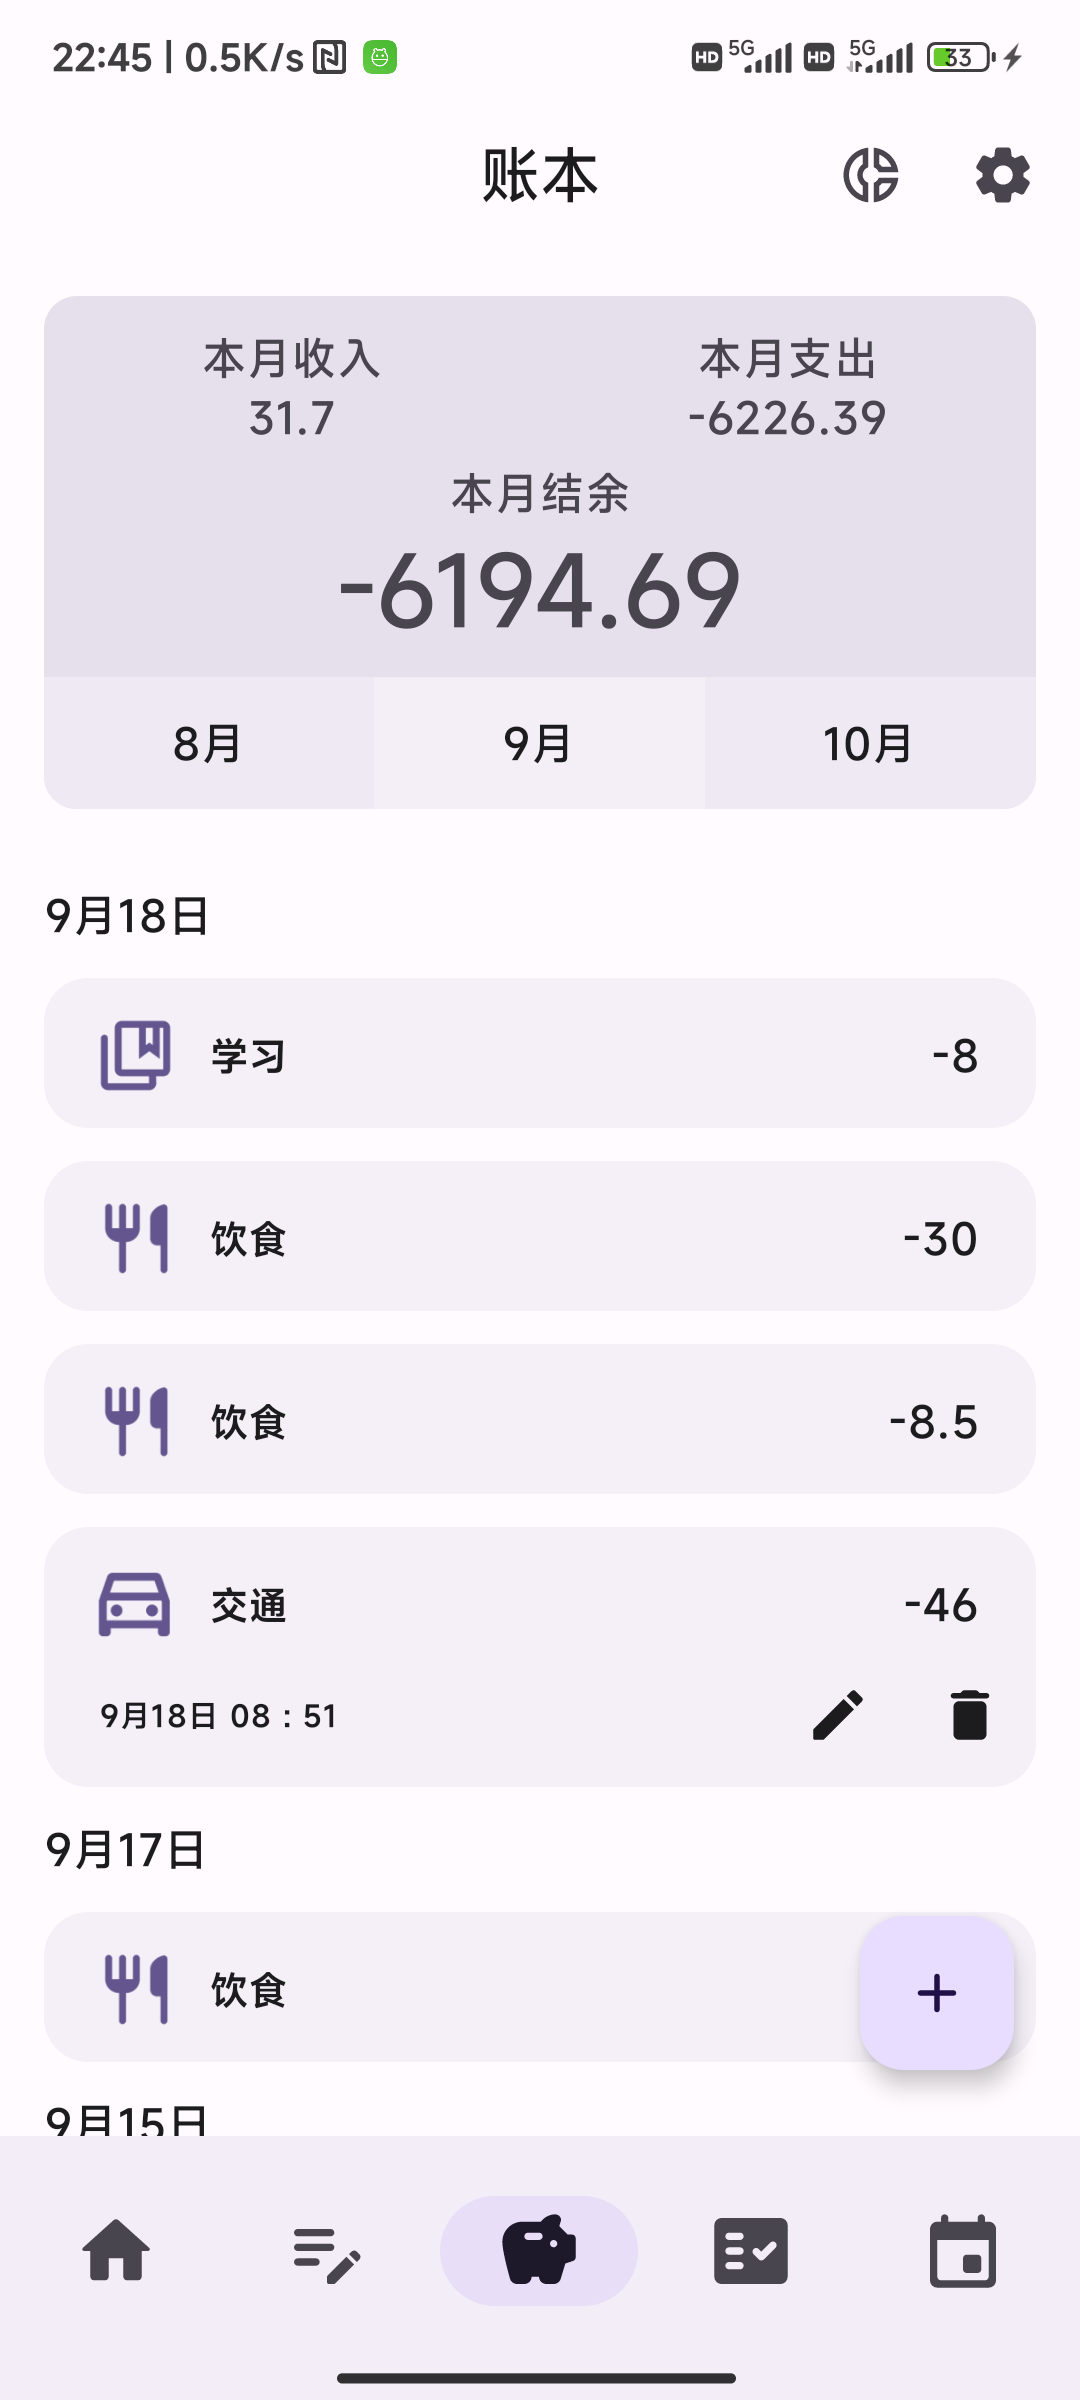 22:45 | 0.5K/s HD 5G HD 5G 33
账本
本月收入 本月支出
31.7 -6226.39
本月结余
-6194.69
8月 9月 10月
9月18日
学习 -8
饮食 -30
饮食 -8.5
交通 -46
9月18日 08 : 51
9月17日
饮食
9月15日